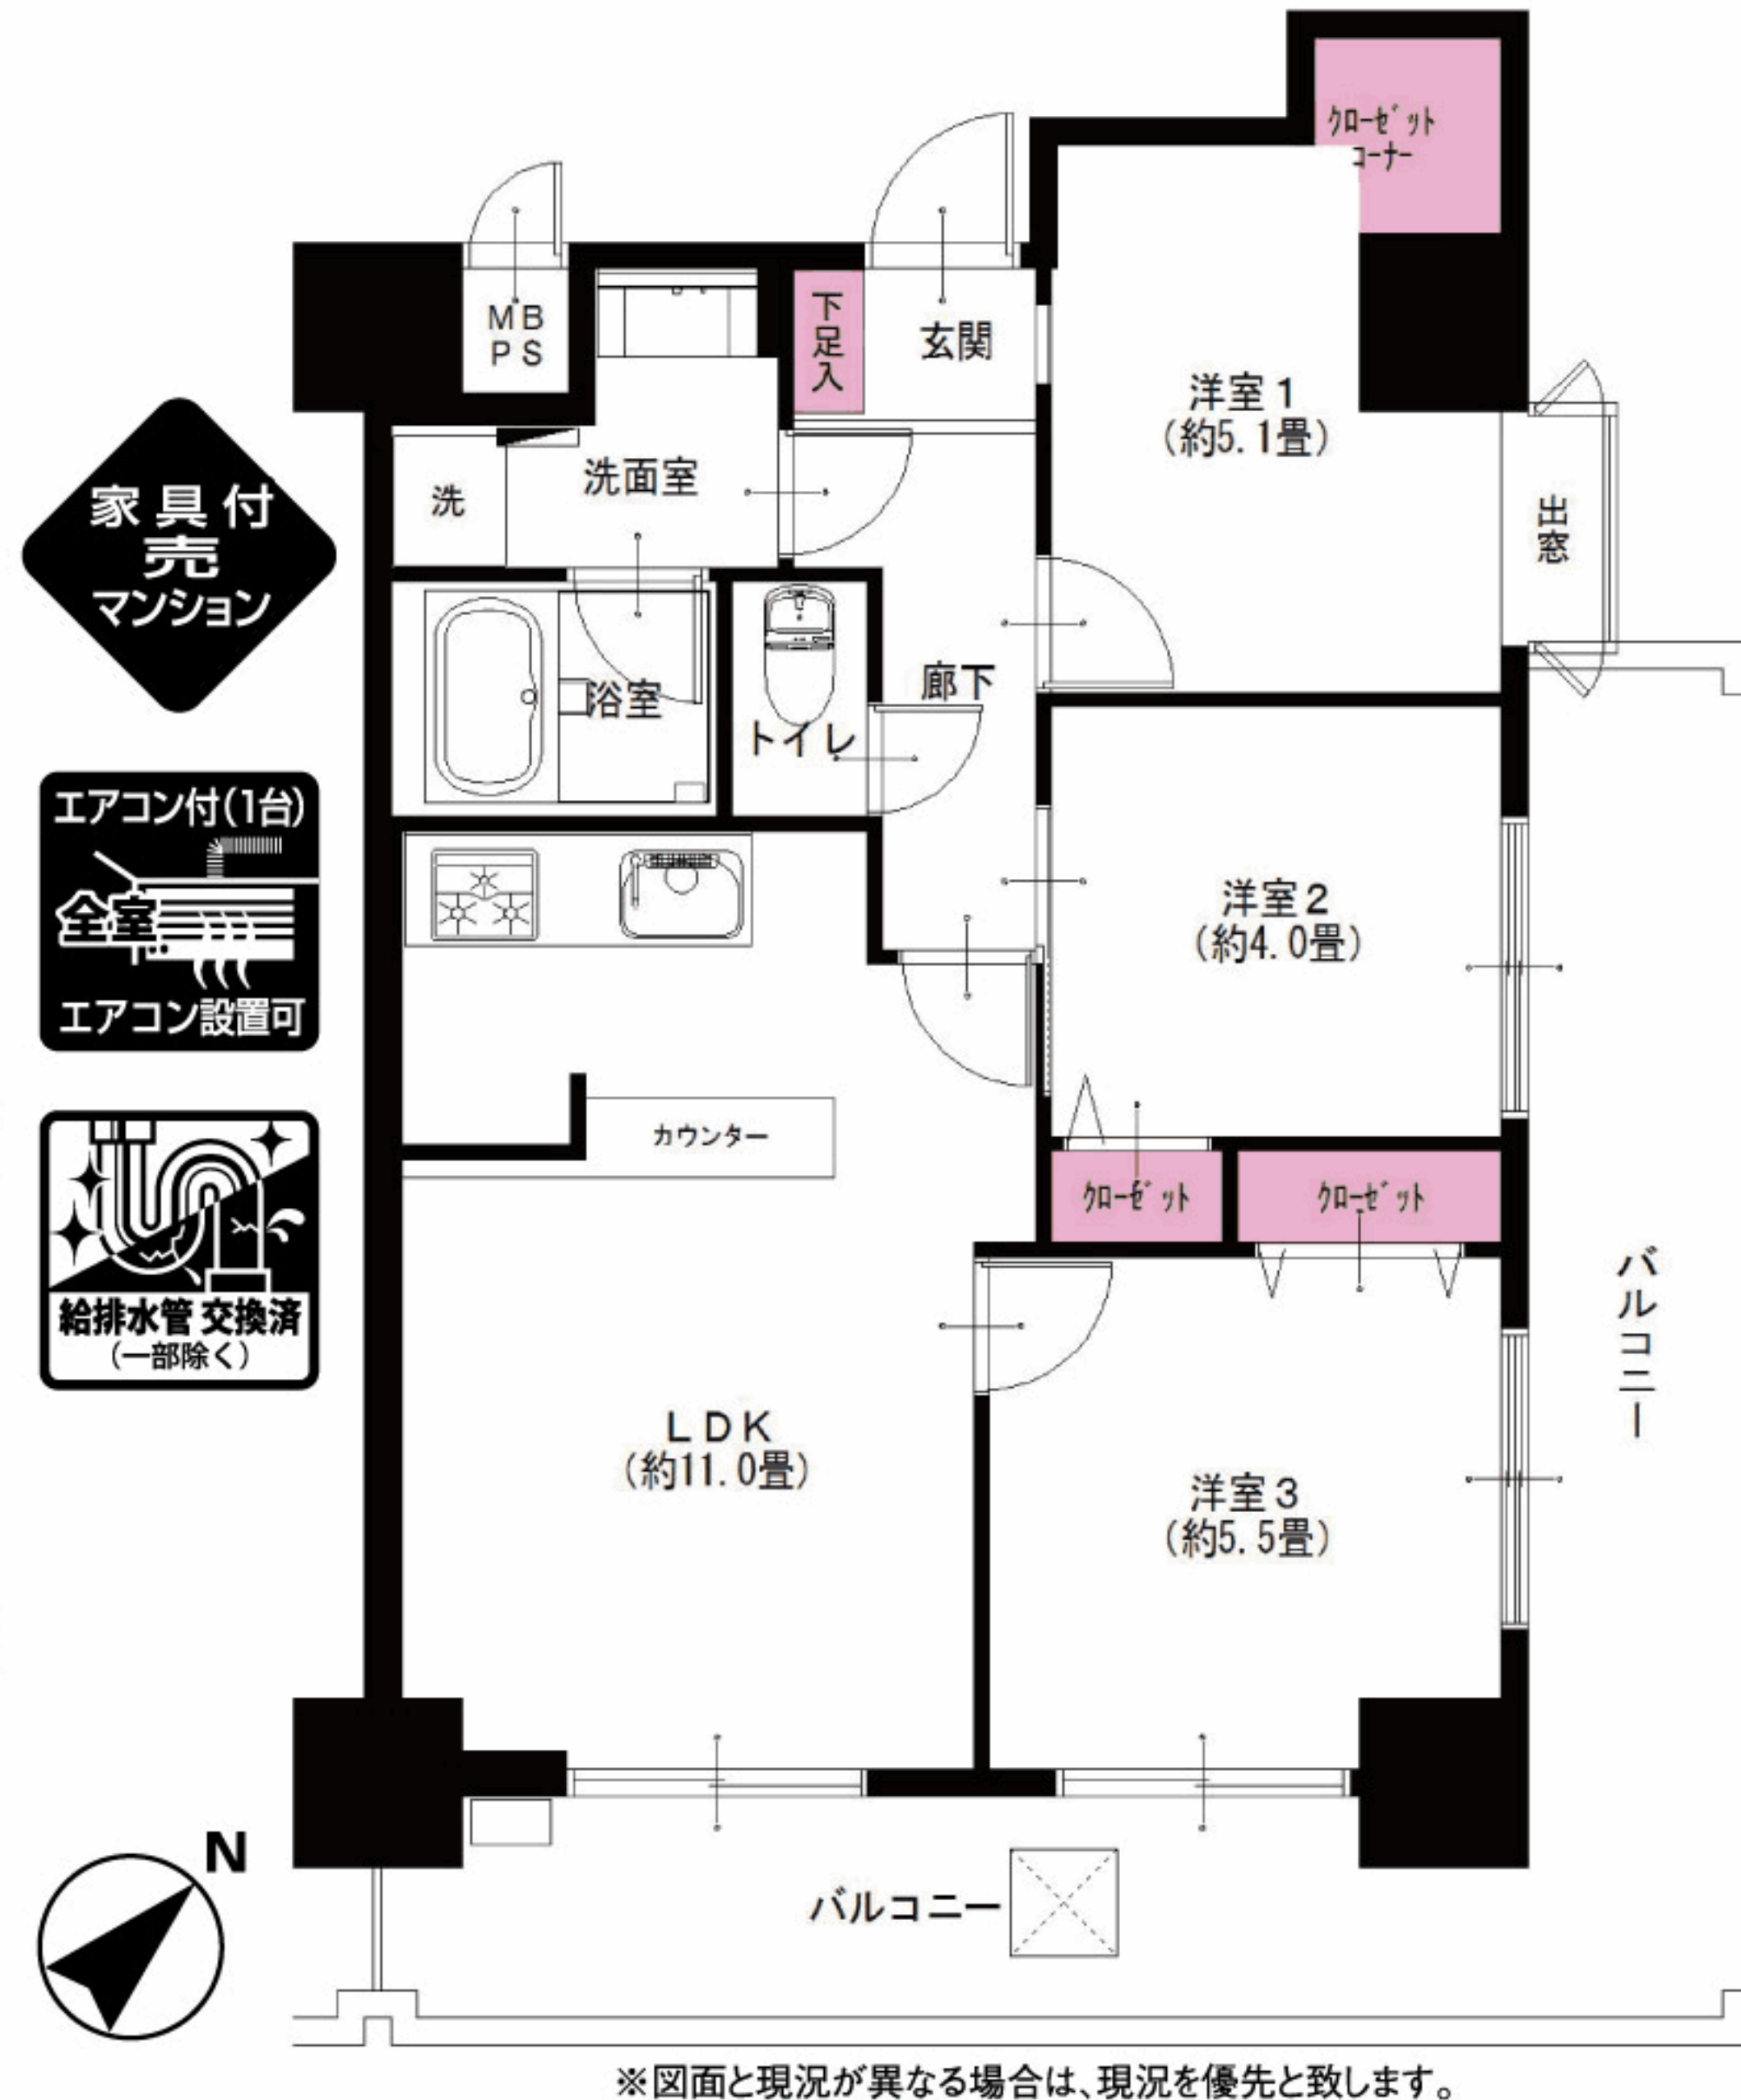 クローゼット
コーナー
MB
PS
下足入
玄関
洋室1
(約5.1畳)
洗
洗面室
出窓
家具付
売
マンション
浴室
トイレ
廊下
エアコン付(1台)
全室
エアコン設置可
洋室2
(約4.0畳)
カウンター
クローゼット
クローゼット
給排水管 交換済
(一部除く)
バルコニー
LDK
(約11.0畳)
洋室3
(約5.5畳)
N
バルコニー
※図面と現況が異なる場合は、現況を優先と致します。